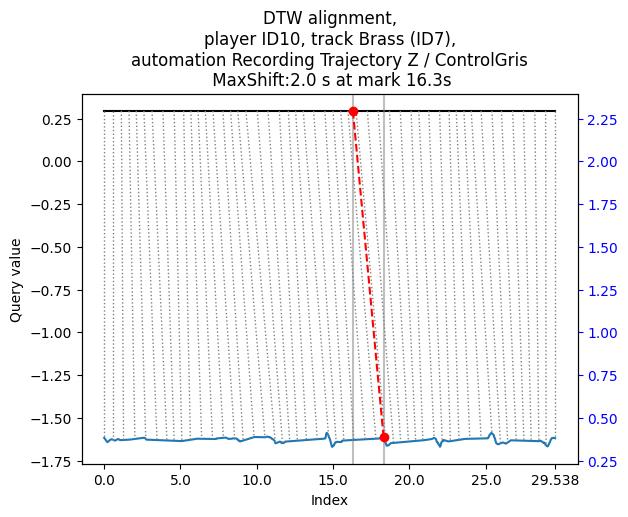 DTW alignment,
player ID10, track Brass (ID7),
automation Recording Trajectory Z / ControlGris
MaxShift:2.0 s at mark 16.3s
0.25
0.00
−0.25
−0.50
−0.75
−1.00
−1.25
−1.50
−1.75
Query value
2.25
2.00
1.75
1.50
1.25
1.00
0.75
0.50
0.25
0.0 5.0 10.0 15.0 20.0 25.0 29.538
Index